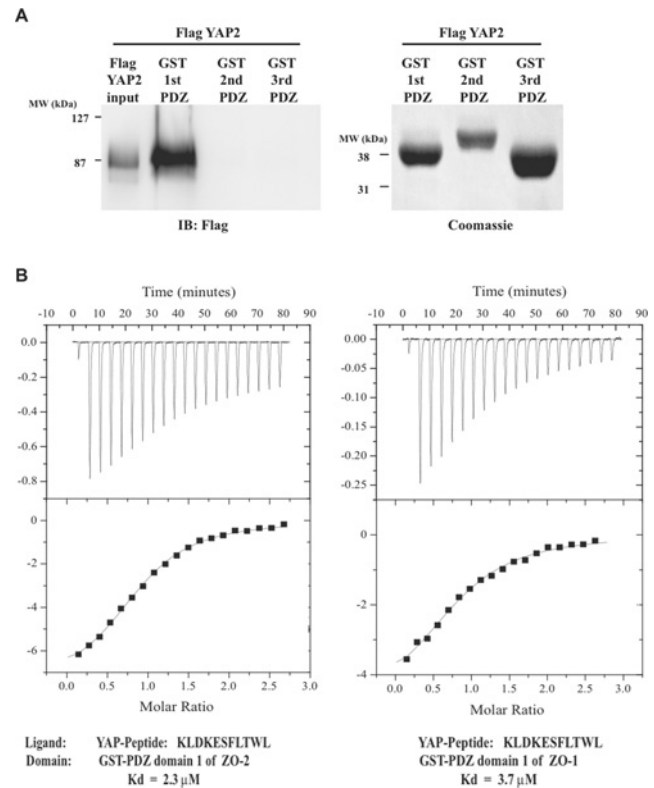 A
Flag YAP2
Flag YAP2 input
GST 1st PDZ
GST 2nd PDZ
GST 3rd PDZ
MW (kDa)
127
87
IB: Flag
Flag YAP2
GST 1st PDZ
GST 2nd PDZ
GST 3rd PDZ
MW (kDa)
38
31
Coomassie
B
Time (minutes)
-10 0 10 20 30 40 50 60 70 80 90
0.0
-0.2
-0.4
-0.6
-0.8
0
-2
-4
-6
0.0 0.5 1.0 1.5 2.0 2.5 3.0
Molar Ratio
Ligand: YAP-Peptide: KLDKESFLTWL
Domain: GST-PDZ domain 1 of ZO-2
Kd = 2.3 µM
Time (minutes)
-10 0 10 20 30 40 50 60 70 80 90
0.00
-0.05
-0.10
-0.15
-0.20
-0.25
0
-2
-4
0.0 0.5 1.0 1.5 2.0 2.5 3.0
Molar Ratio
YAP-Peptide: KLDKESFLTWL
GST-PDZ domain 1 of ZO-1
Kd = 3.7 µM